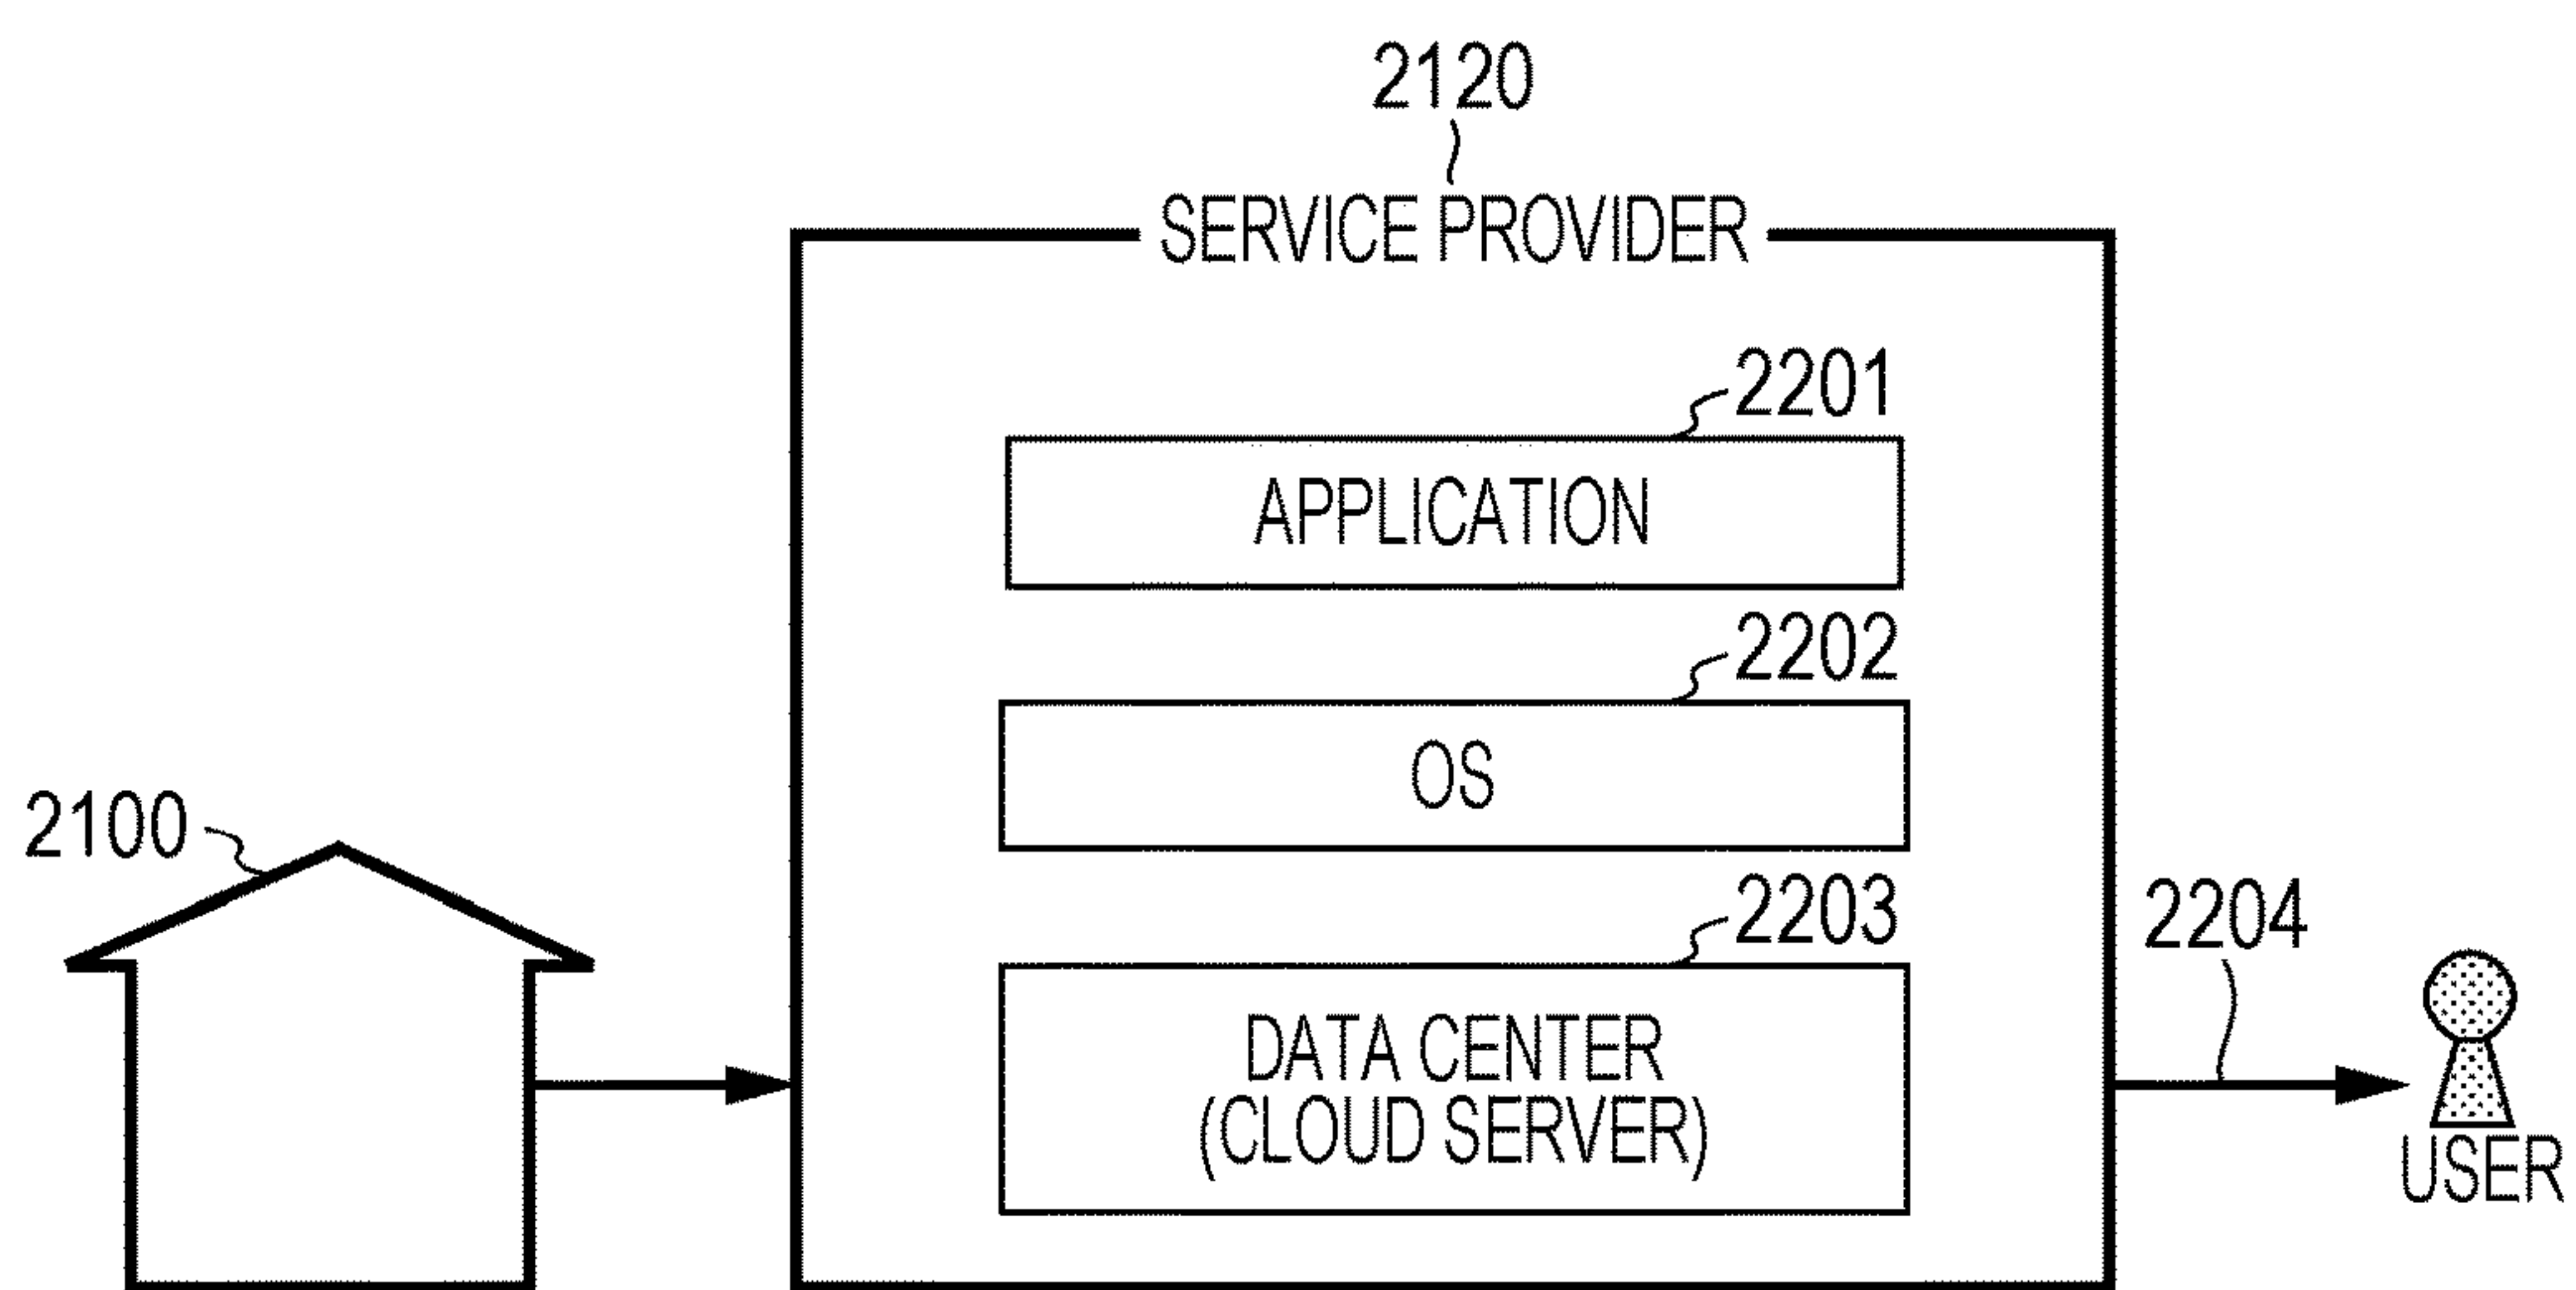 2120
SERVICE PROVIDER
2201
APPLICATION
2202
OS
2100
2203
DATA CENTER
(CLOUD SERVER)
2204
USER